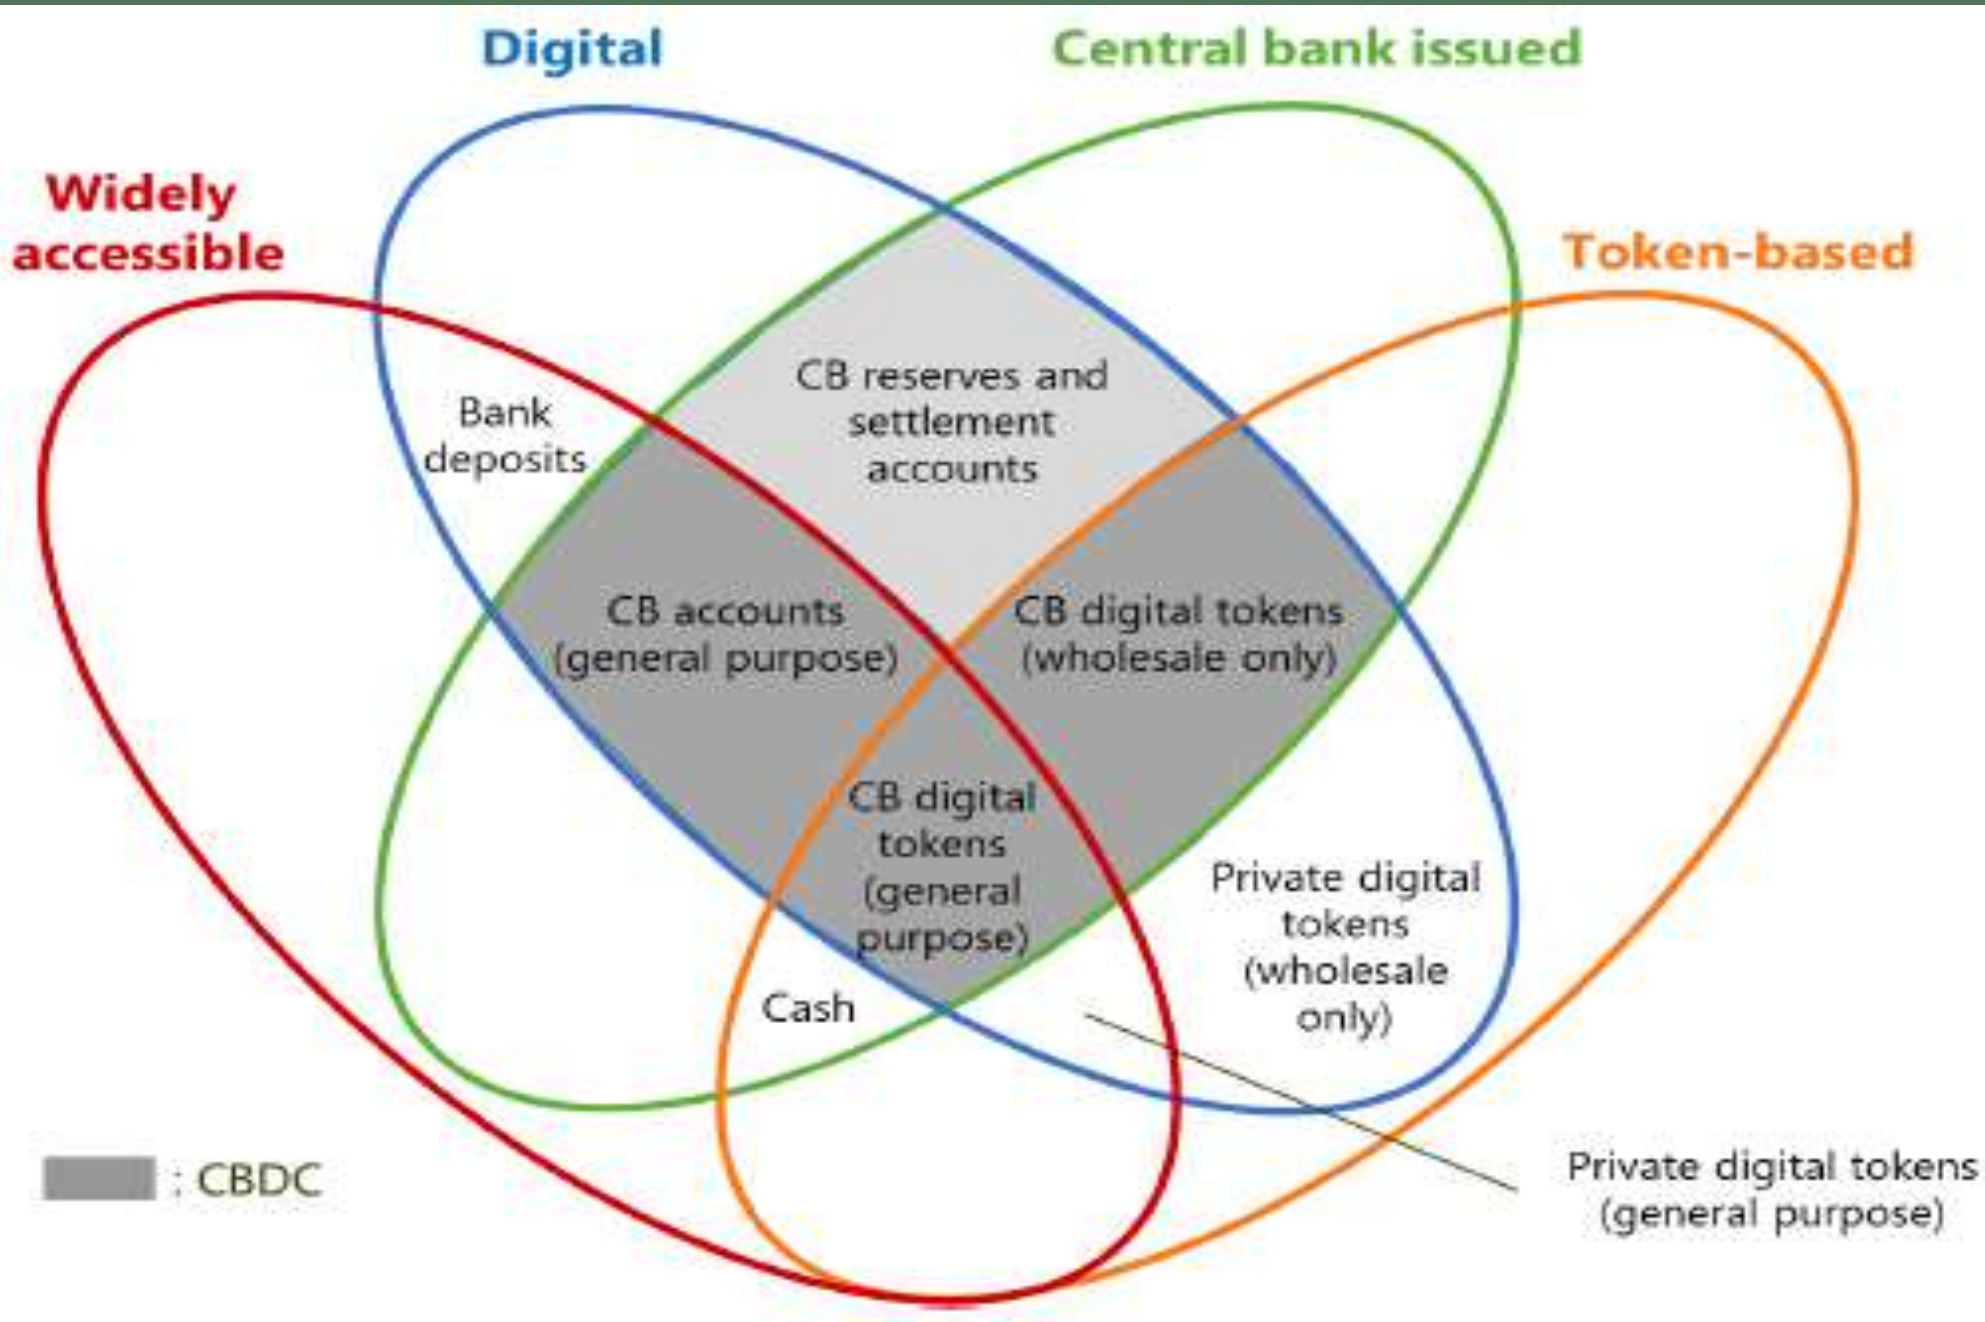 Digital
Central bank issued
Widely
accessible
Token-based
Bank
deposits
CB reserves and
settlement
accounts
CB accounts
(general purpose)
CB digital tokens
(wholesale only)
CB digital
tokens
(general
purpose)
Private digital
tokens
(wholesale
only)
Cash
: CBDC
Private digital tokens
(general purpose)